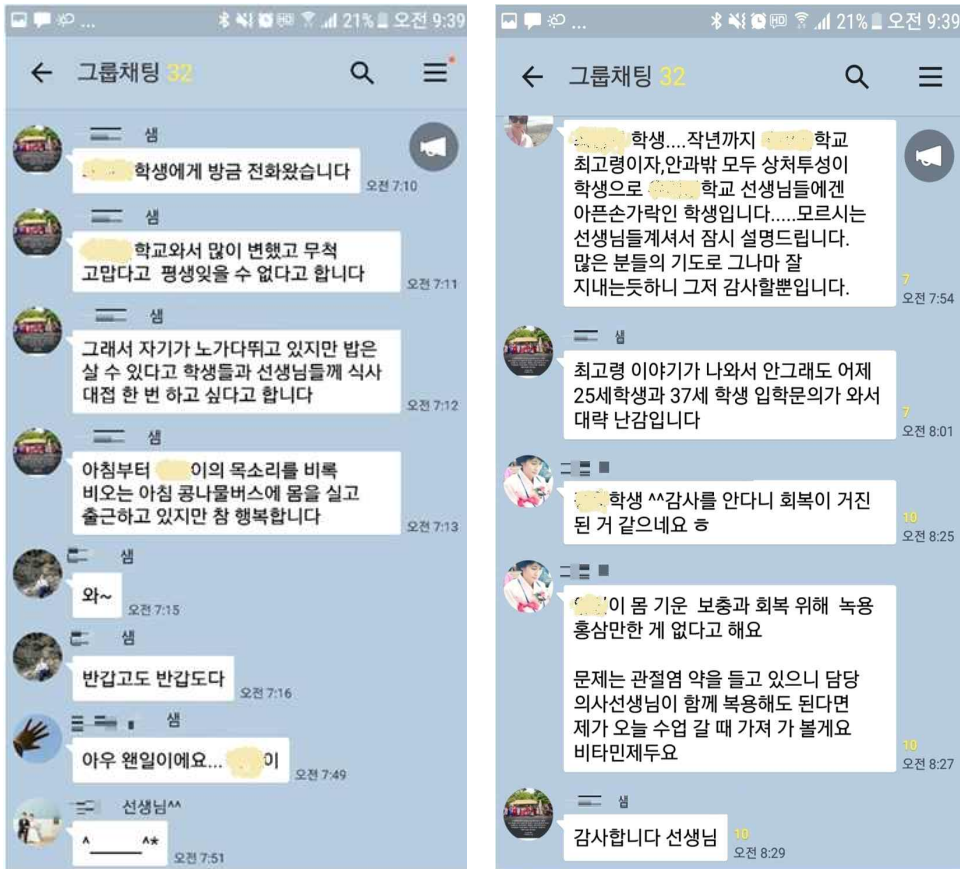 ... HD 21% 오전 9:39
그룹채팅 32
샘
학생에게 방금 전화왔습니다
오전 7:10
샘
학교와서 많이 변했고 무척
고맙다고 평생잊을 수 없다고 합니다
오전 7:11
샘
그래서 자기가 노가다뛰고 있지만 밥은
살 수 있다고 학생들과 선생님들께 식사
대접 한 번 하고 싶다고 합니다
오전 7:12
샘
아침부터 이의 목소리를 비록
비오는 아침 콩나물버스에 몸을 싣고
출근하고 있지만 참 행복합니다
오전 7:13
샘
와~
오전 7:15
샘
반갑고도 반갑도다
오전 7:16
샘
아우 왠일이에요... 이
오전 7:49
선생님^^
^_____^*
오전 7:51
... HD 21% 오전 9:39
그룹채팅 32
학생....작년까지 학교
최고령이자,안과밖 모두 상처투성이
학생으로 학교 선생님들에겐
아픈손가락인 학생입니다.....모르시는
선생님들계셔서 잠시 설명드립니다.
많은 분들의 기도로 그나마 잘
지내는듯하니 그저 감사할뿐입니다.
7
오전 7:54
샘
최고령 이야기가 나와서 안그래도 어제
25세학생과 37세 학생 입학문의가 와서
대략 난감입니다
7
오전 8:01
학생 ^^감사를 안다니 회복이 거진
된 거 같으네요 ㅎ
10
오전 8:25
이 몸 기운 보충과 회복 위해 녹용
홍삼만한 게 없다고 해요
문제는 관절염 약을 들고 있으니 담당
의사선생님이 함께 복용해도 된다면
제가 오늘 수업 갈 때 가져 가 볼게요
비타민제두요
10
오전 8:27
샘
감사합니다 선생님
10
오전 8:29